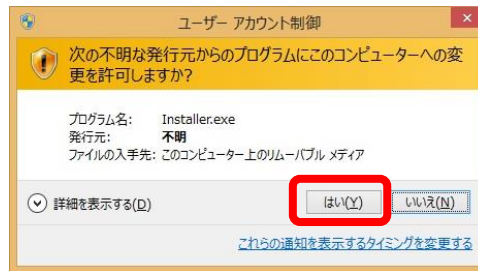 ユーザー アカウント制御
次の不明な発行元からのプログラムにこのコンピューターへの変
更を許可しますか?
プログラム名: Installer.exe
発行元: 不明
ファイルの入手先: このコンピューター上のリムーバブル メディア
詳細を表示する(D) はい(Y) いいえ(N)
これらの通知を表示するタイミングを変更する